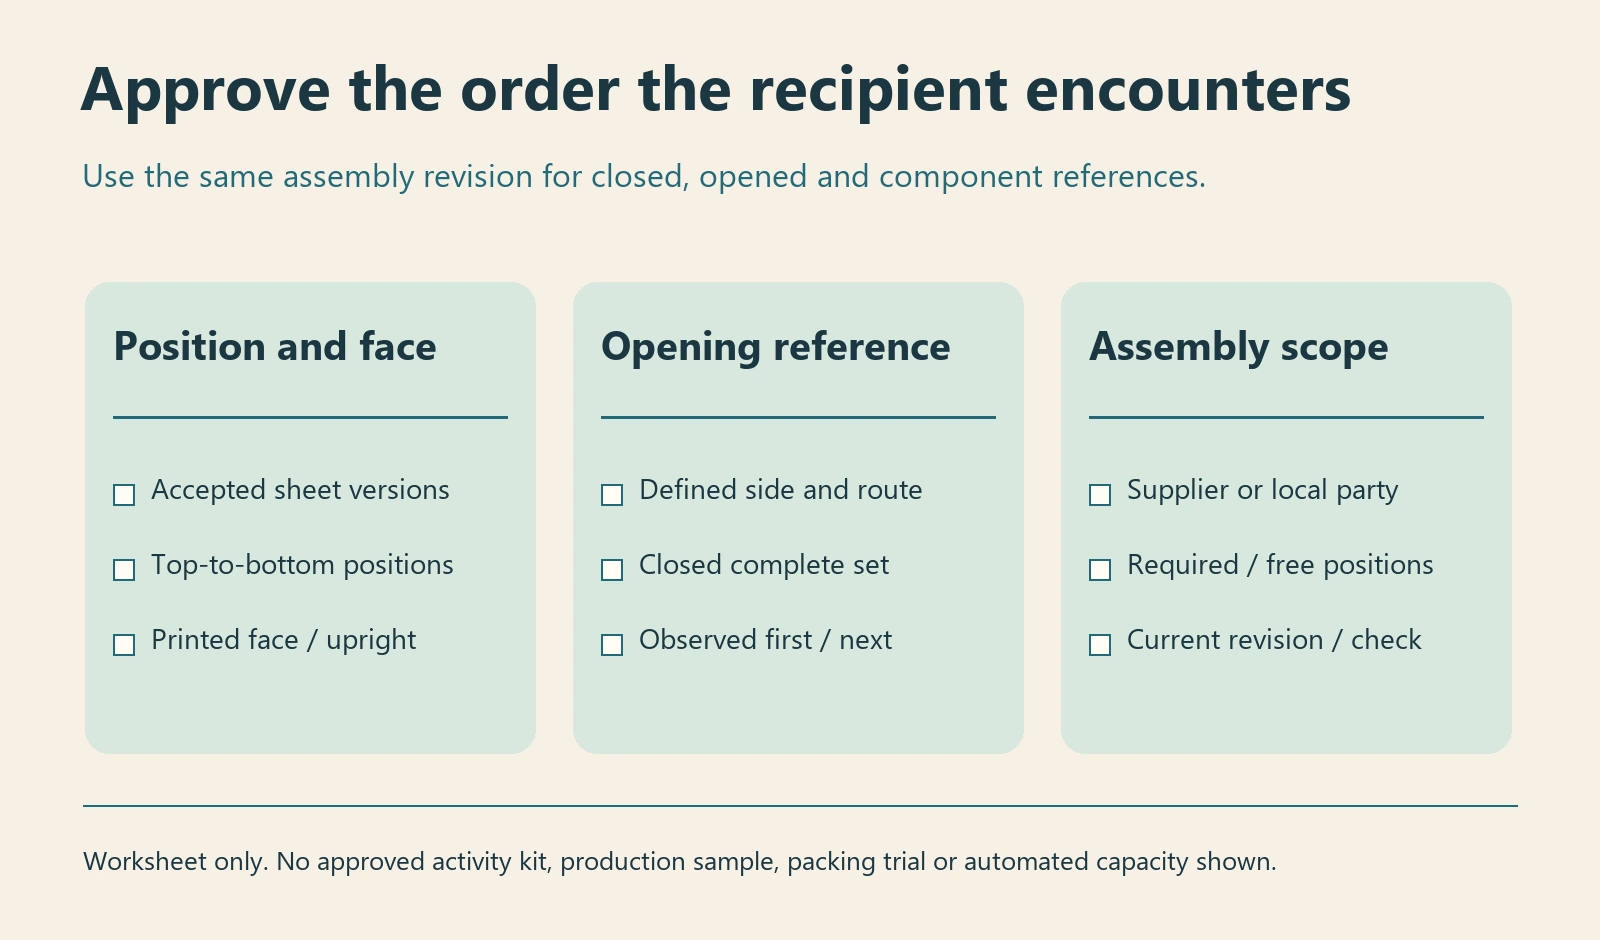 Approve the order the recipient encounters
Use the same assembly revision for closed, opened and component references.
Position and face
Accepted sheet versions
Top-to-bottom positions
Printed face / upright
Opening reference
Defined side and route
Closed complete set
Observed first / next
Assembly scope
Supplier or local party
Required / free positions
Current revision / check
Worksheet only. No approved activity kit, production sample, packing trial or automated capacity shown.